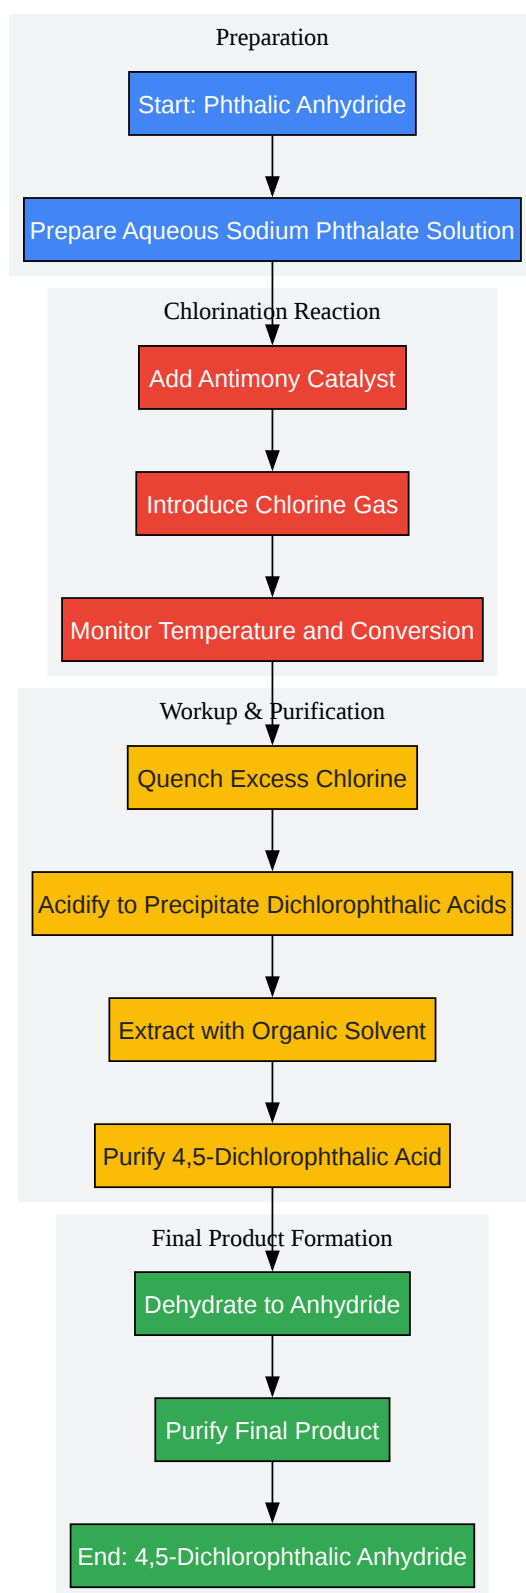 Preparation
Start: Phthalic Anhydride
Prepare Aqueous Sodium Phthalate Solution
Chlorination Reaction
Add Antimony Catalyst
Introduce Chlorine Gas
Monitor Temperature and Conversion
Workup & Purification
Quench Excess Chlorine
Acidify to Precipitate Dichlorophthalic Acids
Extract with Organic Solvent
Purify 4,5-Dichlorophthalic Acid
Final Product Formation
Dehydrate to Anhydride
Purify Final Product
End: 4,5-Dichlorophthalic Anhydride